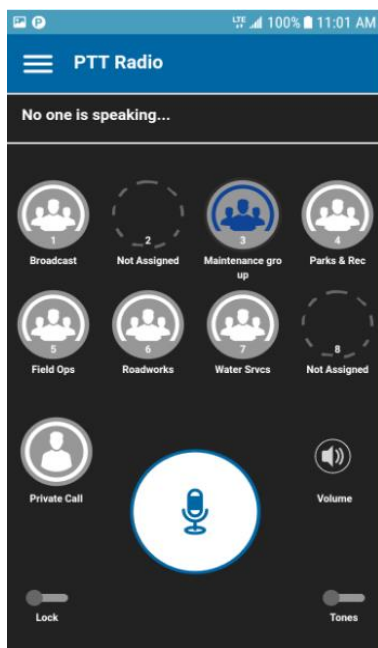 LTE 100% 11:01 AM
PTT Radio
No one is speaking...
1 2 3 4
Broadcast Not Assigned Maintenance gro Parks & Rec
up
5 6 7 8
Field Ops Roadworks Water Srvcs Not Assigned
Private Call Volume
Lock Tones